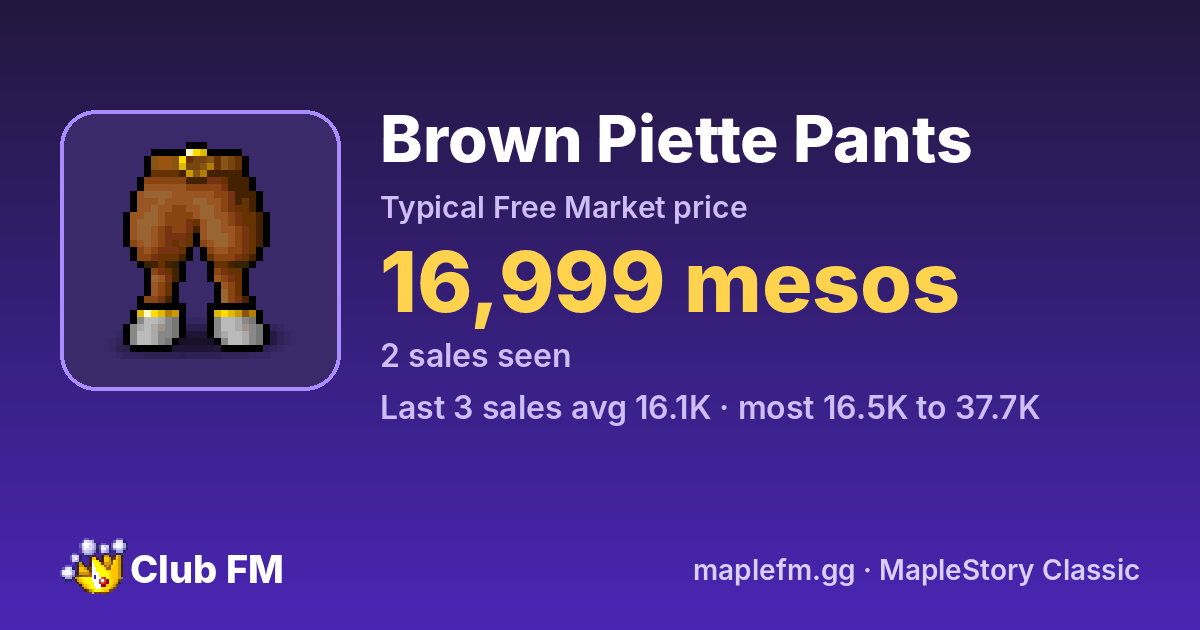 Brown Piette Pants
Typical Free Market price
16,999 mesos
2 sales seen
Last 3 sales avg 16.1K · most 16.5K to 37.7K
Club FM
maplefm.gg · MapleStory Classic